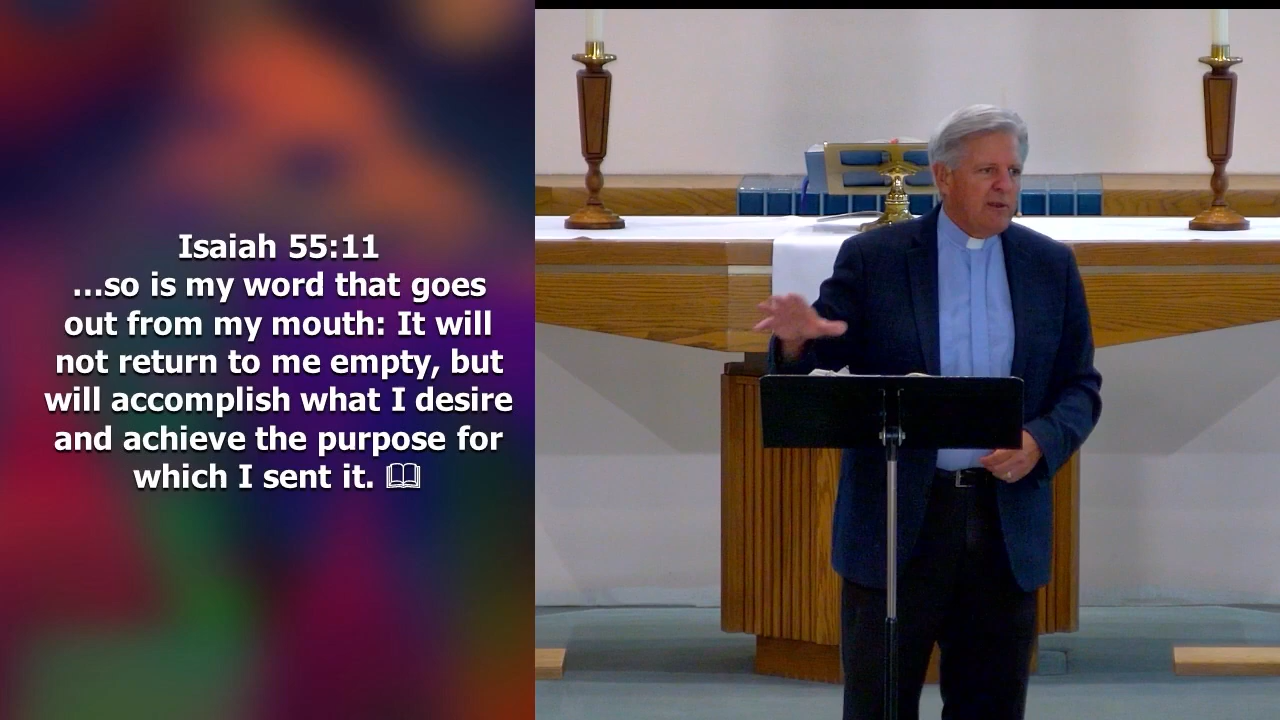 Isaiah 55:11
...so is my word that goes
out from my mouth: It will
not return to me empty, but
will accomplish what I desire
and achieve the purpose for
which I sent it. 🕮